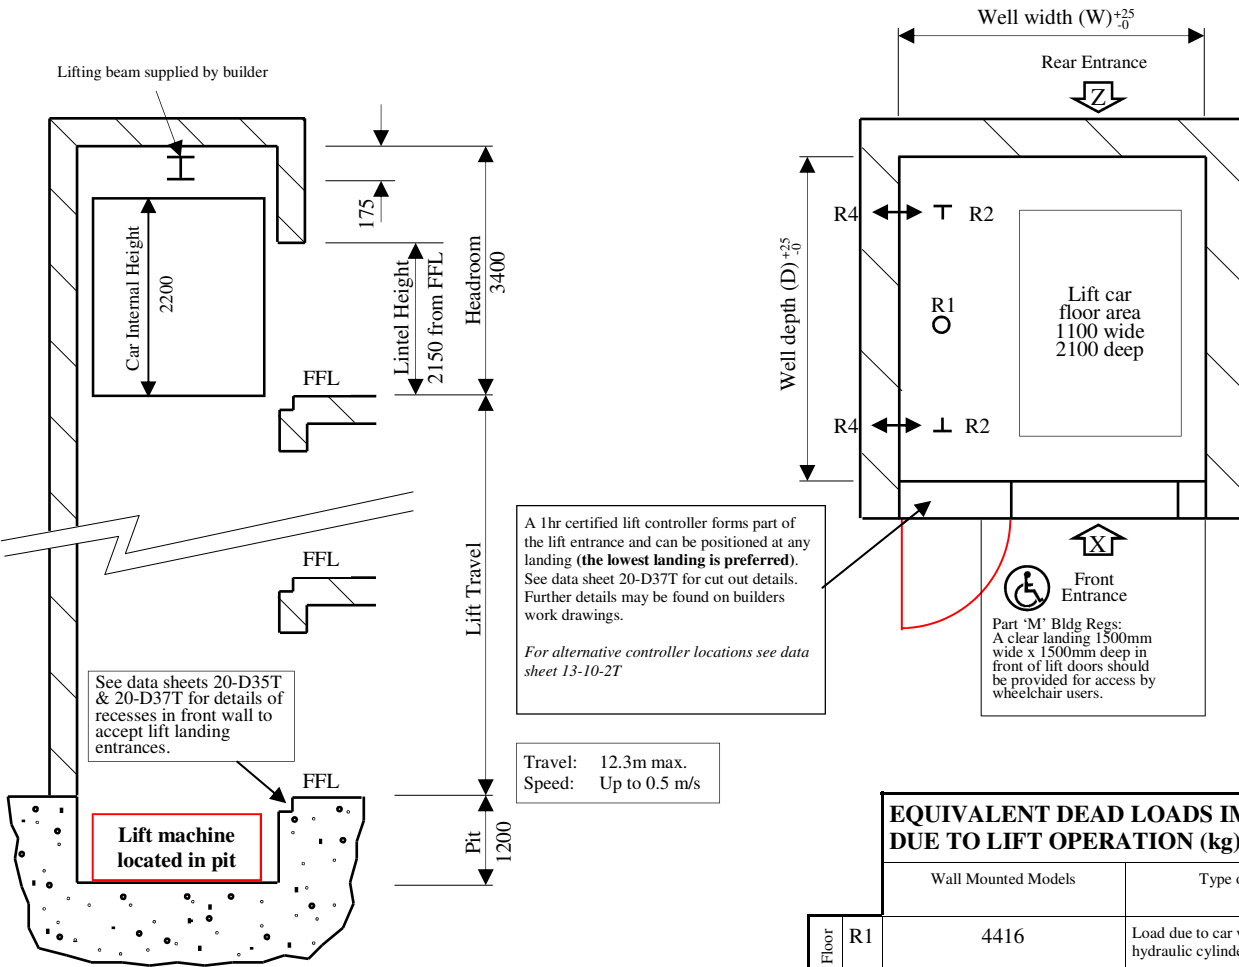 Lifting beam supplied by builder
175
Car Internal Height
2200
Lintel Height
2150 from FFL
Headroom
3400
FFL
FFL
Lift Travel
See data sheets 20-D35T
& 20-D37T for details of
recesses in front wall to
accept lift landing
entrances.
FFL
Lift machine
located in pit
Pit
1200
Well width (W) +25 -0
Rear Entrance
Z
Well depth (D) +25 -0
R4
R2
R1
Lift car
floor area
1100 wide
2100 deep
R4
R2
X
Front
Entrance
Part ‘M’ Bldg Regs:
A clear landing 1500mm
wide x 1500mm deep in
front of lift doors should
be provided for access by
wheelchair users.
A 1hr certified lift controller forms part of
the lift entrance and can be positioned at any
landing (the lowest landing is preferred).
See data sheet 20-D37T for cut out details.
Further details may be found on builders
work drawings.
For alternative controller locations see data
sheet 13-10-2T
Travel: 12.3m max.
Speed: Up to 0.5 m/s
EQUIVALENT DEAD LOADS IM
DUE TO LIFT OPERATION (kg)
Wall Mounted Models
Type o
Floor
R1
4416
Load due to car w
hydraulic cylinde